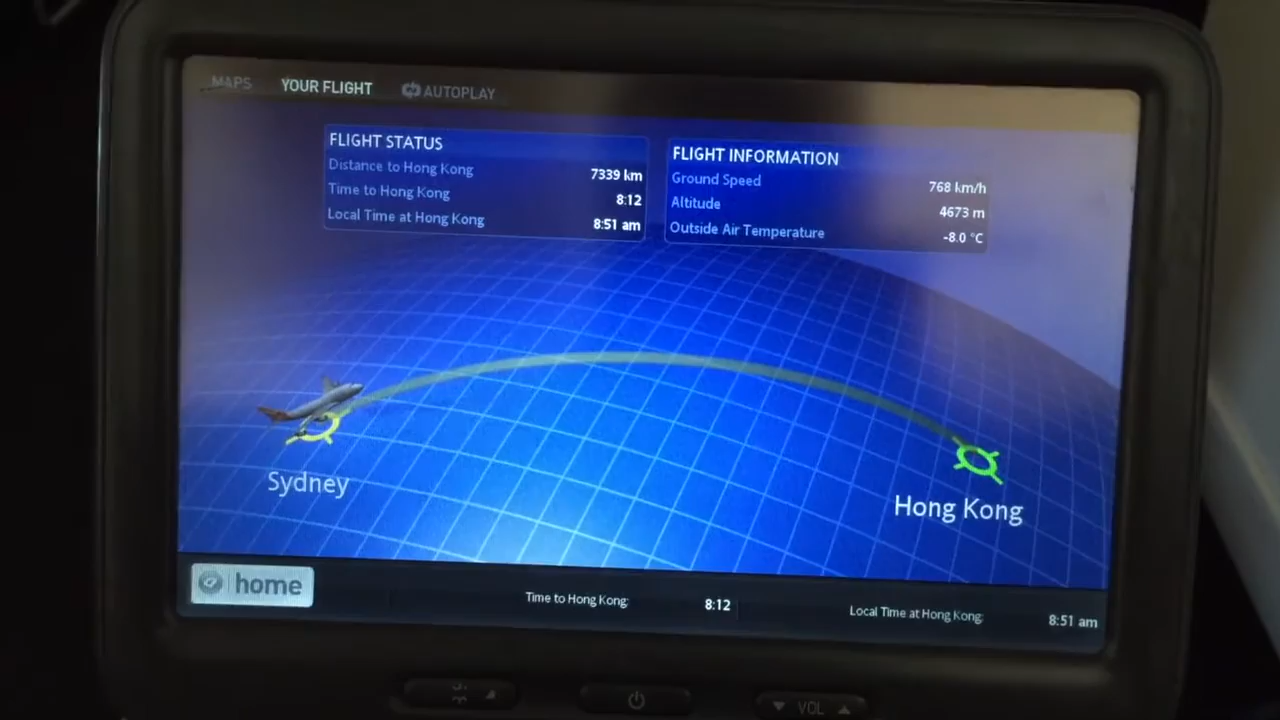 MAPS YOUR FLIGHT AUTOPLAY
FLIGHT STATUS
Distance to Hong Kong 7339 km
Time to Hong Kong 8:12
Local Time at Hong Kong 8:51 am
FLIGHT INFORMATION
Ground Speed 768 km/h
Altitude 4673 m
Outside Air Temperature -8.0 °C
Sydney
Hong Kong
home
Time to Hong Kong: 8:12
Local Time at Hong Kong: 8:51 am
VOL